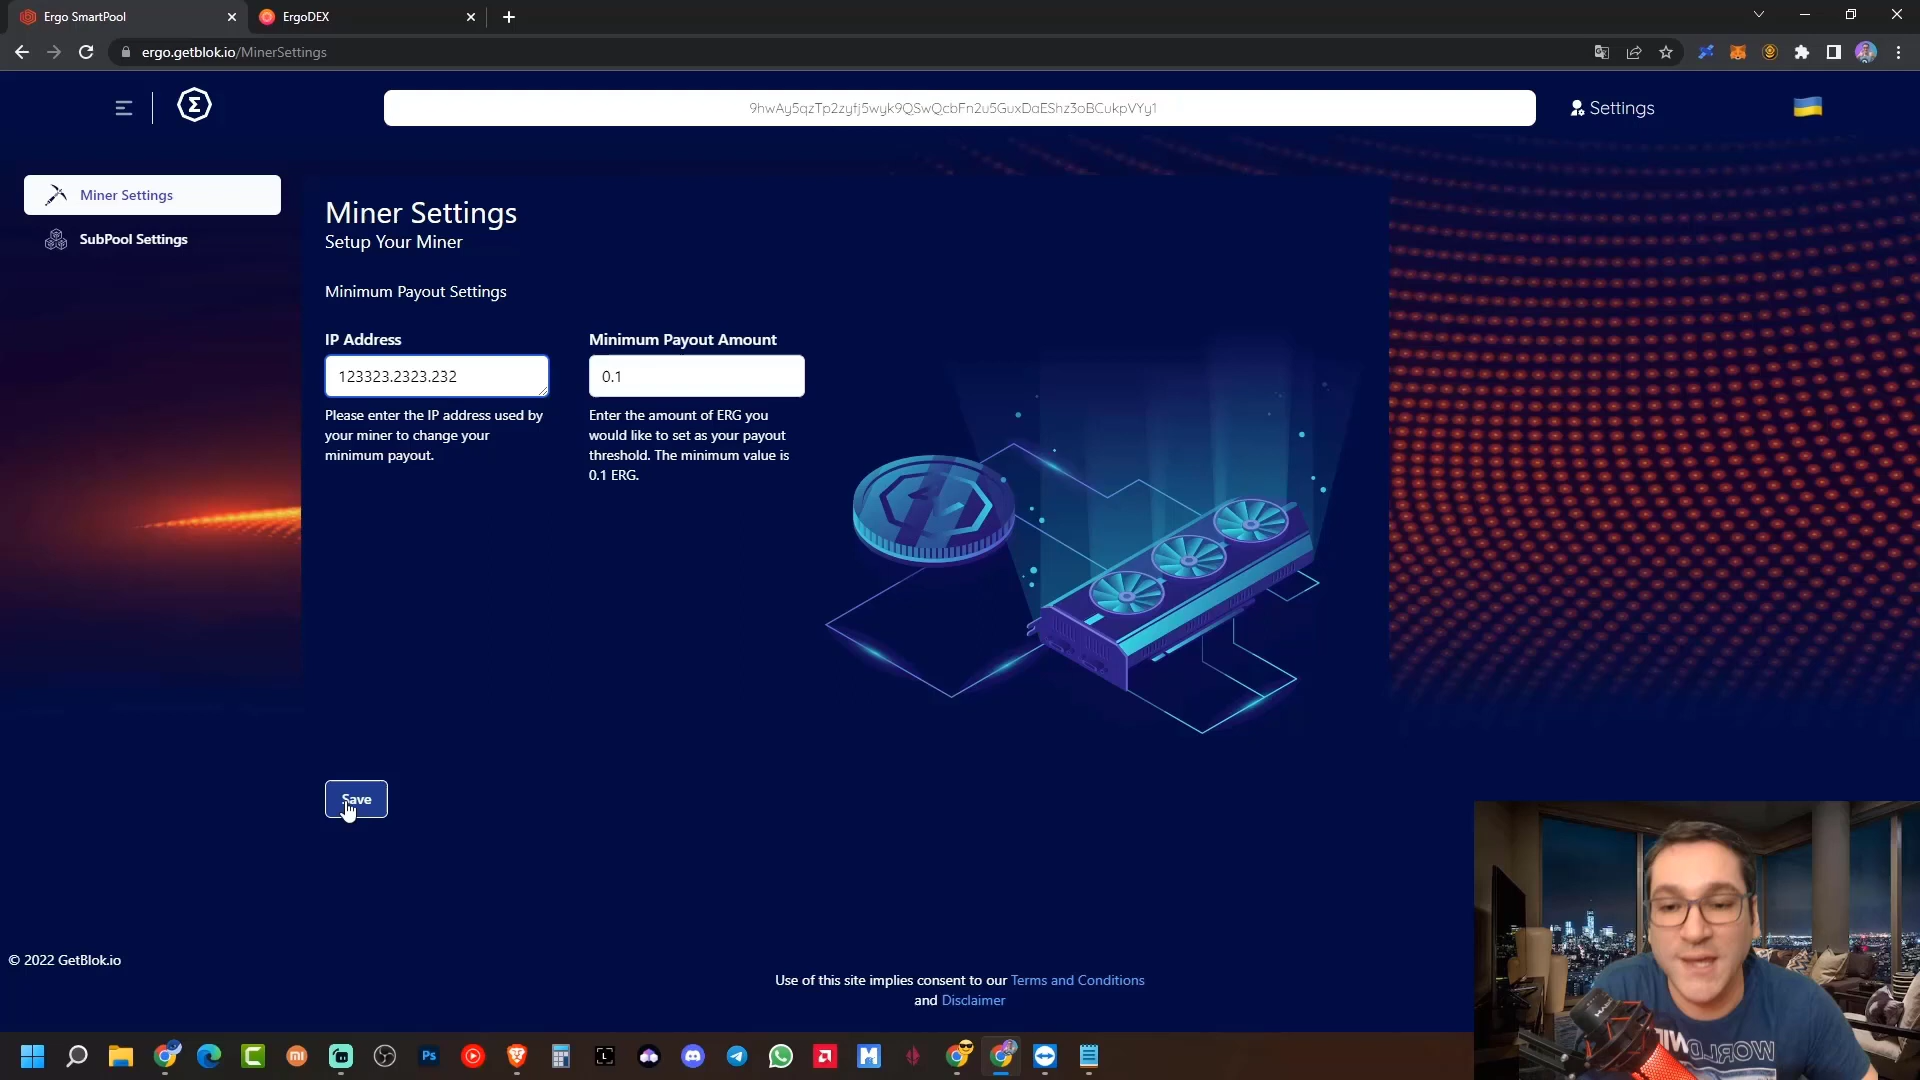 Ergo SmartPool
ErgoDEX
ergo.getblok.io/MinerSettings
9hwAy5qzTp2zyfj5wyk9QSwQcbFn2u5GuxDaEShz3oBCukpVYy1
Settings
Miner Settings
SubPool Settings
Miner Settings
Setup Your Miner
Minimum Payout Settings
IP Address
Minimum Payout Amount
123323.2323.232
0.1
Please enter the IP address used by
your miner to change your
minimum payout.
Enter the amount of ERG you
would like to set as your payout
threshold. The minimum value is
0.1 ERG.
Save
© 2022 GetBlok.io
Use of this site implies consent to our Terms and Conditions
and Disclaimer
Ps